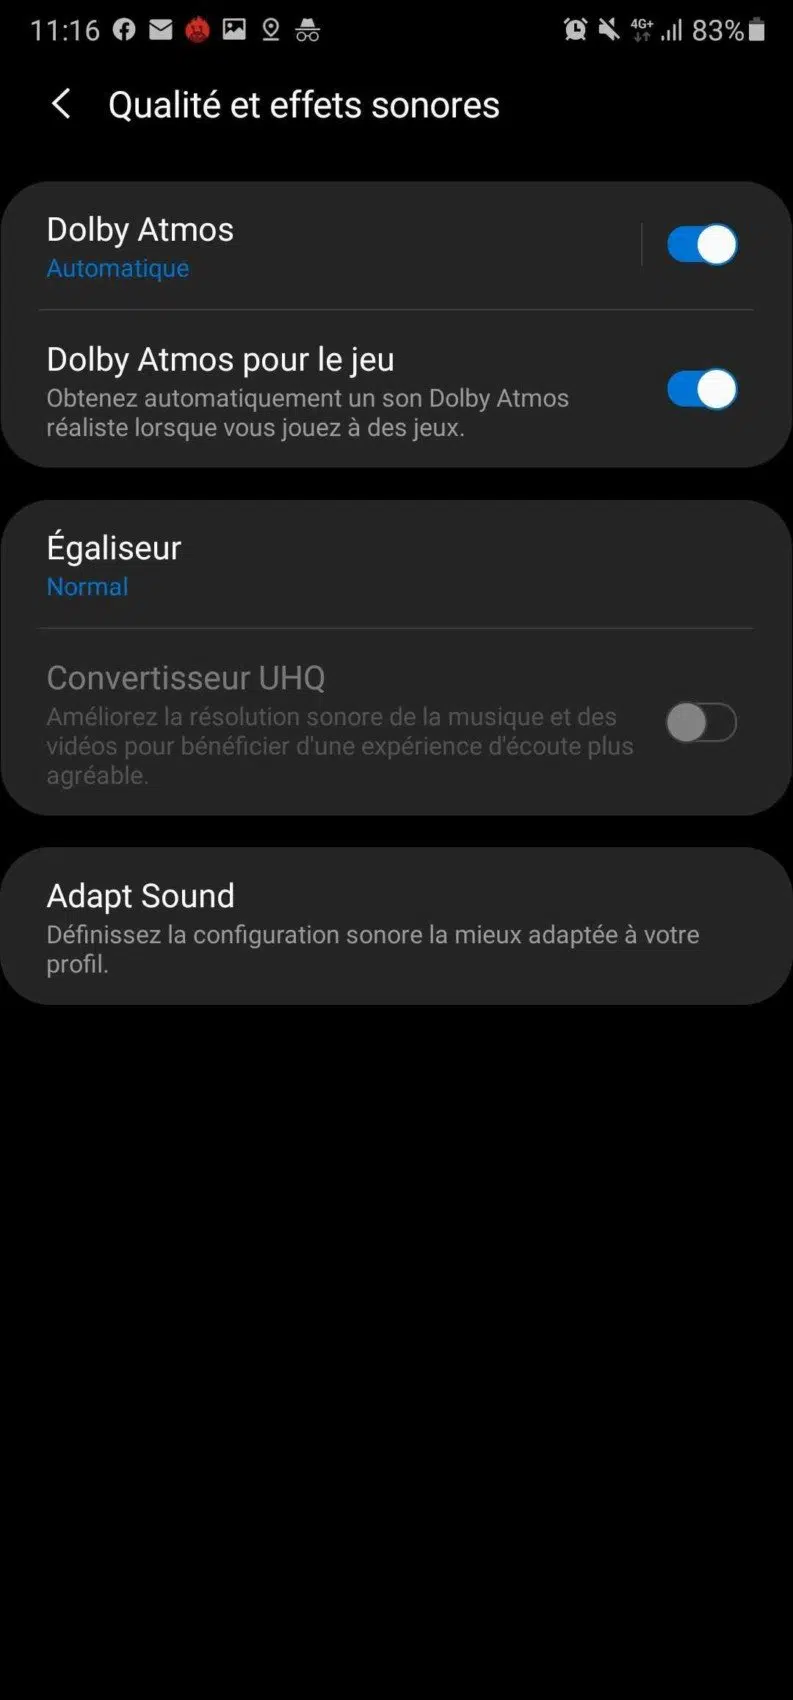 11:16 4G+ 83%
Qualité et effets sonores
Dolby Atmos
Automatique
Dolby Atmos pour le jeu
Obtenez automatiquement un son Dolby Atmos
réaliste lorsque vous jouez à des jeux.
Égaliseur
Normal
Convertisseur UHQ
Améliorez la résolution sonore de la musique et des
vidéos pour bénéficier d'une expérience d'écoute plus
agréable.
Adapt Sound
Définissez la configuration sonore la mieux adaptée à votre
profil.